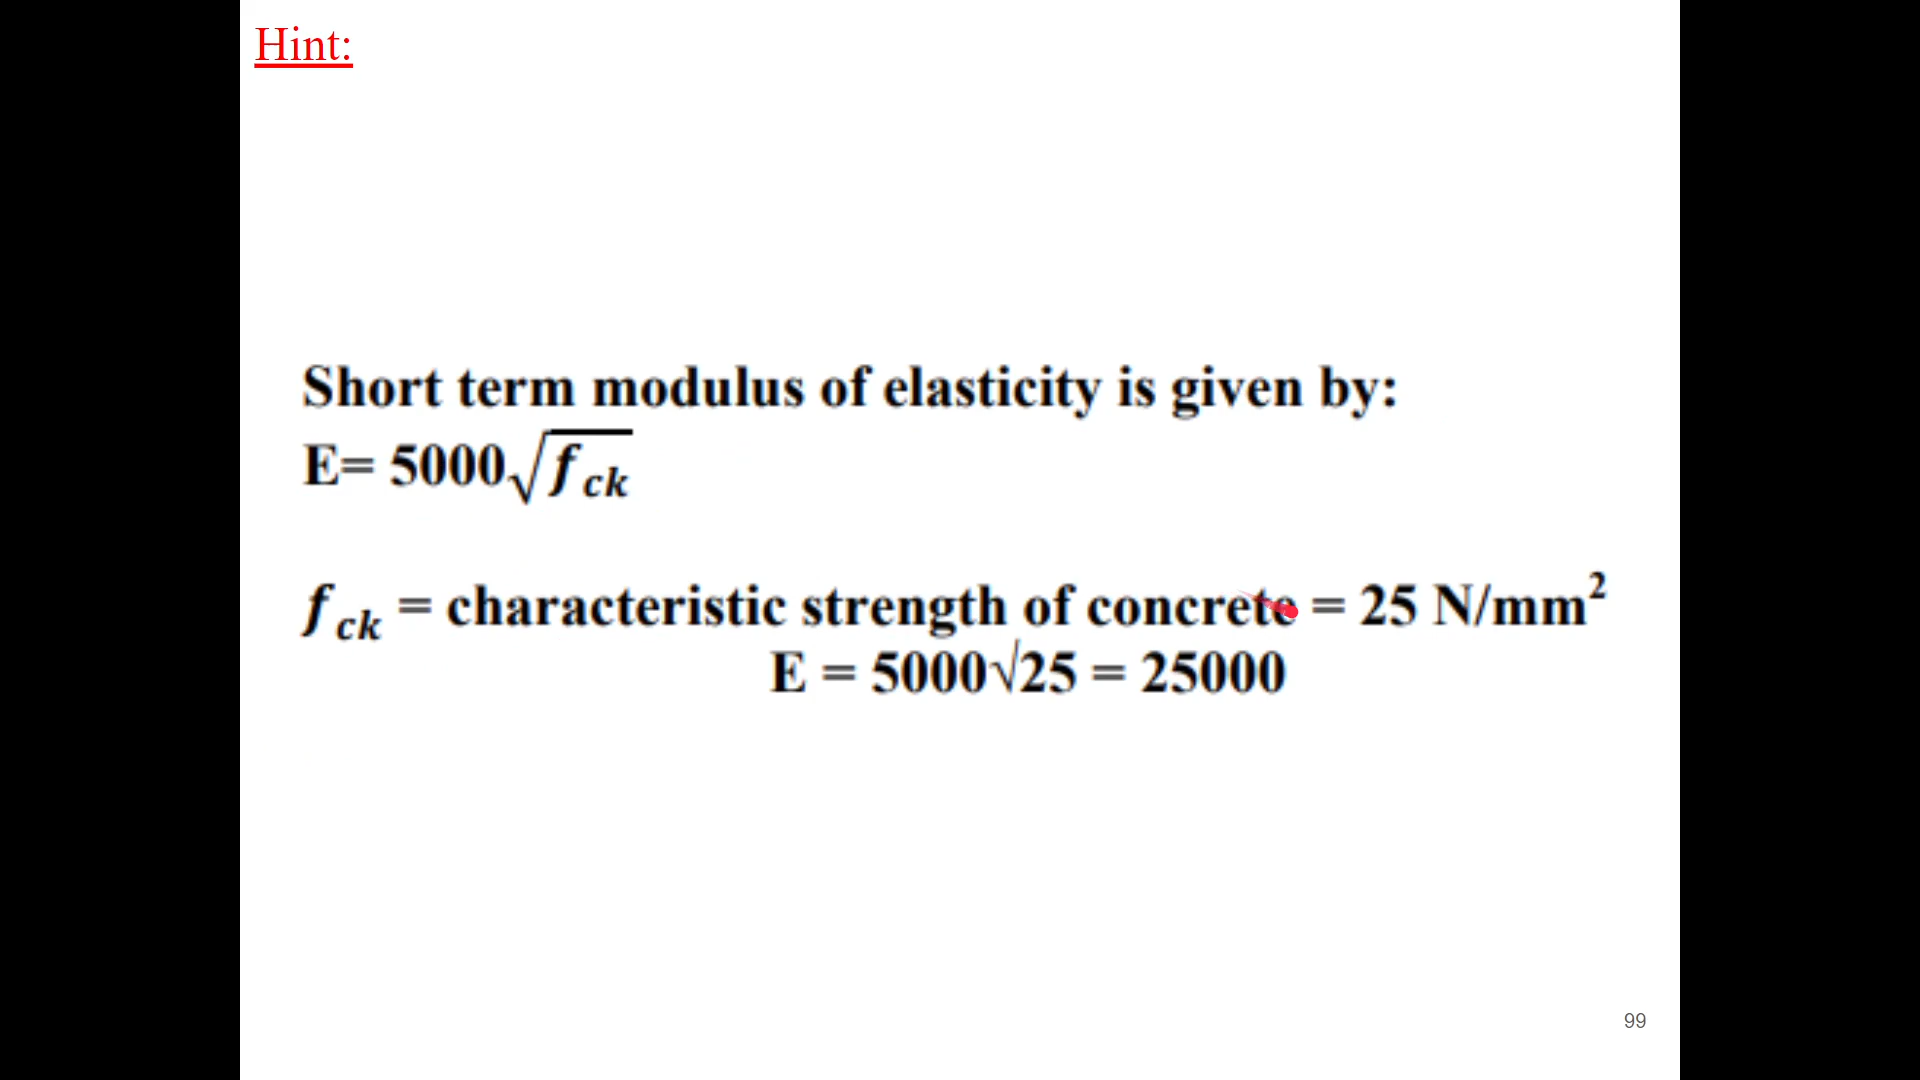 Hint:
Short term modulus of elasticity is given by:
E= 5000√f ck
f ck = characteristic strength of concrete = 25 N/mm²
E = 5000√25 = 25000
99